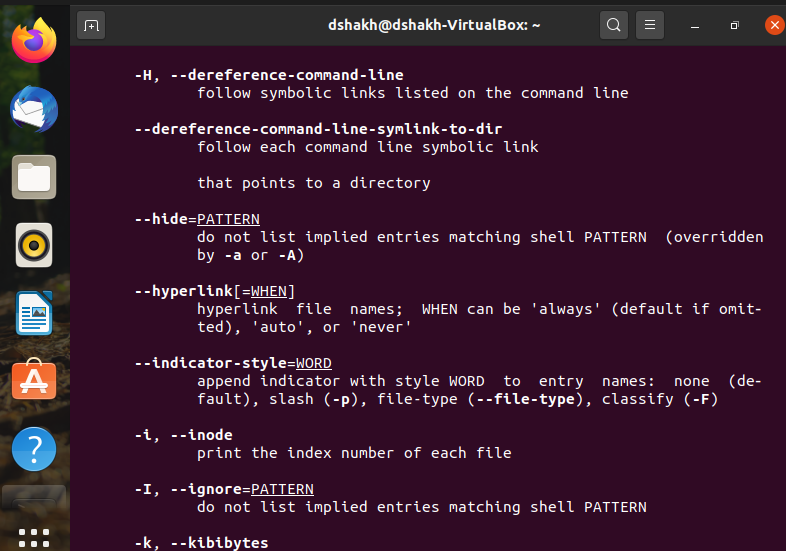 dshakh@dshakh-VirtualBox: ~
-H, --dereference-command-line
follow symbolic links listed on the command line
--dereference-command-line-symlink-to-dir
follow each command line symbolic link
that points to a directory
--hide=PATTERN
do not list implied entries matching shell PATTERN  (overridden
by -a or -A)
--hyperlink[=WHEN]
hyperlink  file  names;  WHEN can be 'always' (default if omit-
ted), 'auto', or 'never'
--indicator-style=WORD
append indicator with style WORD  to  entry  names:  none  (de-
fault), slash (-p), file-type (--file-type), classify (-F)
-i, --inode
print the index number of each file
-I, --ignore=PATTERN
do not list implied entries matching shell PATTERN
-k, --kibibytes